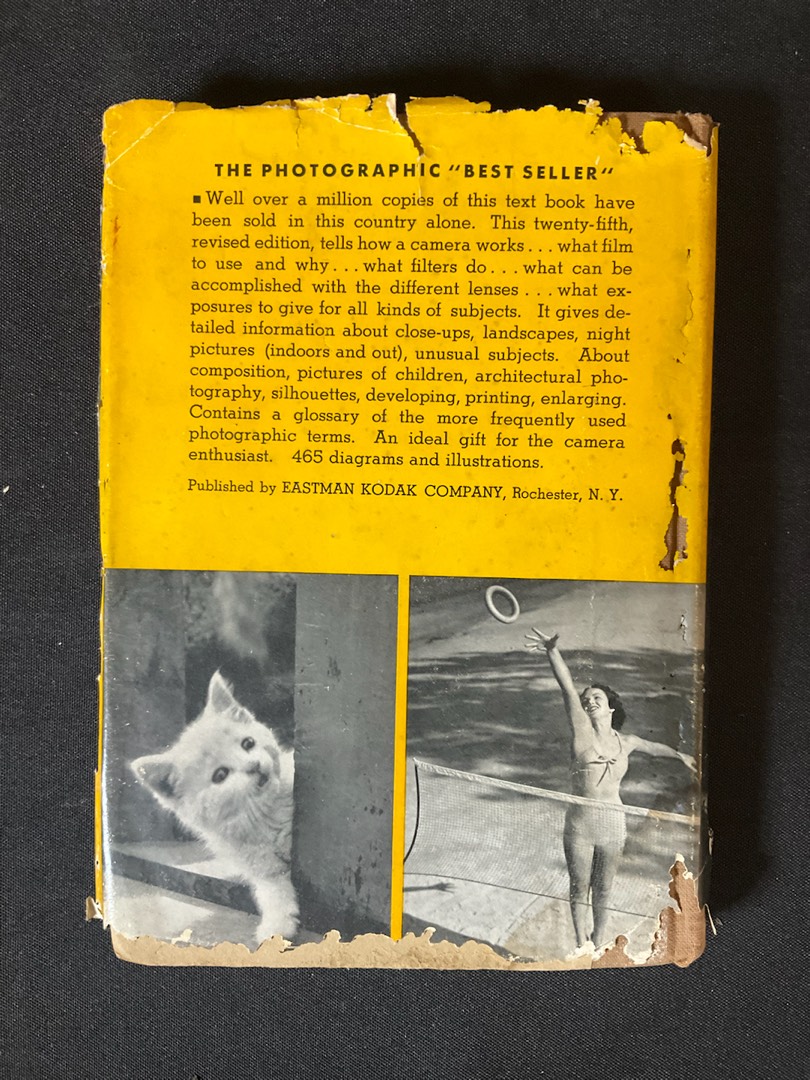 THE PHOTOGRAPHIC "BEST SELLER"
▪ Well over a million copies of this text book have
been sold in this country alone. This twenty-fifth,
revised edition, tells how a camera works . . . what film
to use and why . . . what filters do . . . what can be
accomplished with the different lenses . . . what ex-
posures to give for all kinds of subjects. It gives de-
tailed information about close-ups, landscapes, night
pictures (indoors and out), unusual subjects. About
composition, pictures of children, architectural pho-
tography, silhouettes, developing, printing, enlarging.
Contains a glossary of the more frequently used
photographic terms. An ideal gift for the camera
enthusiast. 465 diagrams and illustrations.
Published by EASTMAN KODAK COMPANY, Rochester, N. Y.